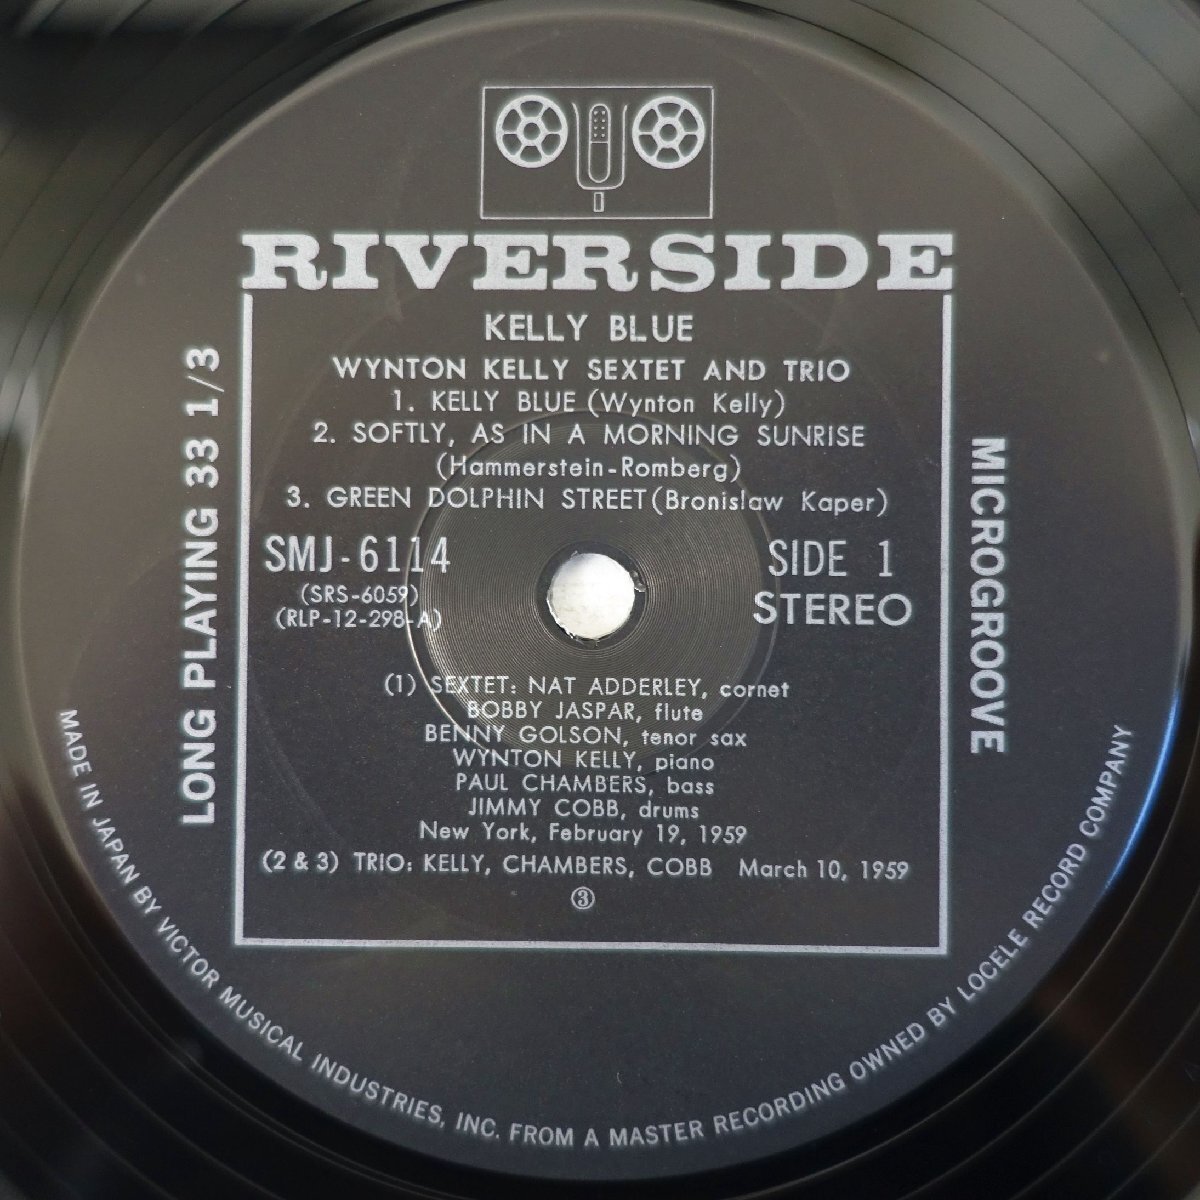 RIVERSIDE
KELLY BLUE
WYNTON KELLY SEXTET AND TRIO
1. KELLY BLUE (Wynton Kelly)
2. SOFTLY, AS IN A MORNING SUNRISE
(Hammerstein-Romberg)
3. GREEN DOLPHIN STREET (Bronislaw Kaper)
SMJ-6114
(SRS-6059)
(RLP-12-298-A)
SIDE 1
STEREO
(1) SEXTET: NAT ADDERLEY, cornet
BOBBY JASPAR, flute
BENNY GOLSON, tenor sax
WYNTON KELLY, piano
PAUL CHAMBERS, bass
JIMMY COBB, drums
New York, February 19, 1959
(2 & 3) TRIO: KELLY, CHAMBERS, COBB March 10, 1959
③
LONG PLAYING 33 1/3
MICROGROOVE
MADE IN JAPAN BY VICTOR MUSICAL INDUSTRIES, INC. FROM A MASTER RECORDING OWNED BY LOCELE RECORD COMPANY